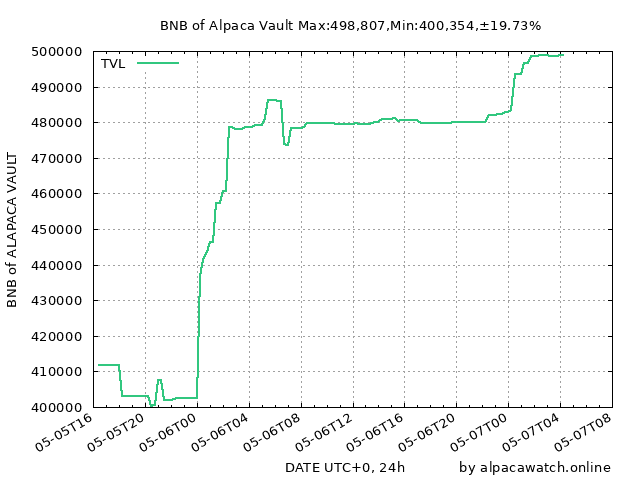 BNB of Alpaca Vault Max:498,807,Min:400,354,±19.73%
TVL
BNB of ALAPACA VAULT
500000
490000
480000
470000
460000
450000
440000
430000
420000
410000
400000
05-05T16
05-05T20
05-06T00
05-06T04
05-06T08
05-06T12
05-06T16
05-06T20
05-07T00
05-07T04
05-07T08
DATE UTC+0, 24h
by alpacawatch.online